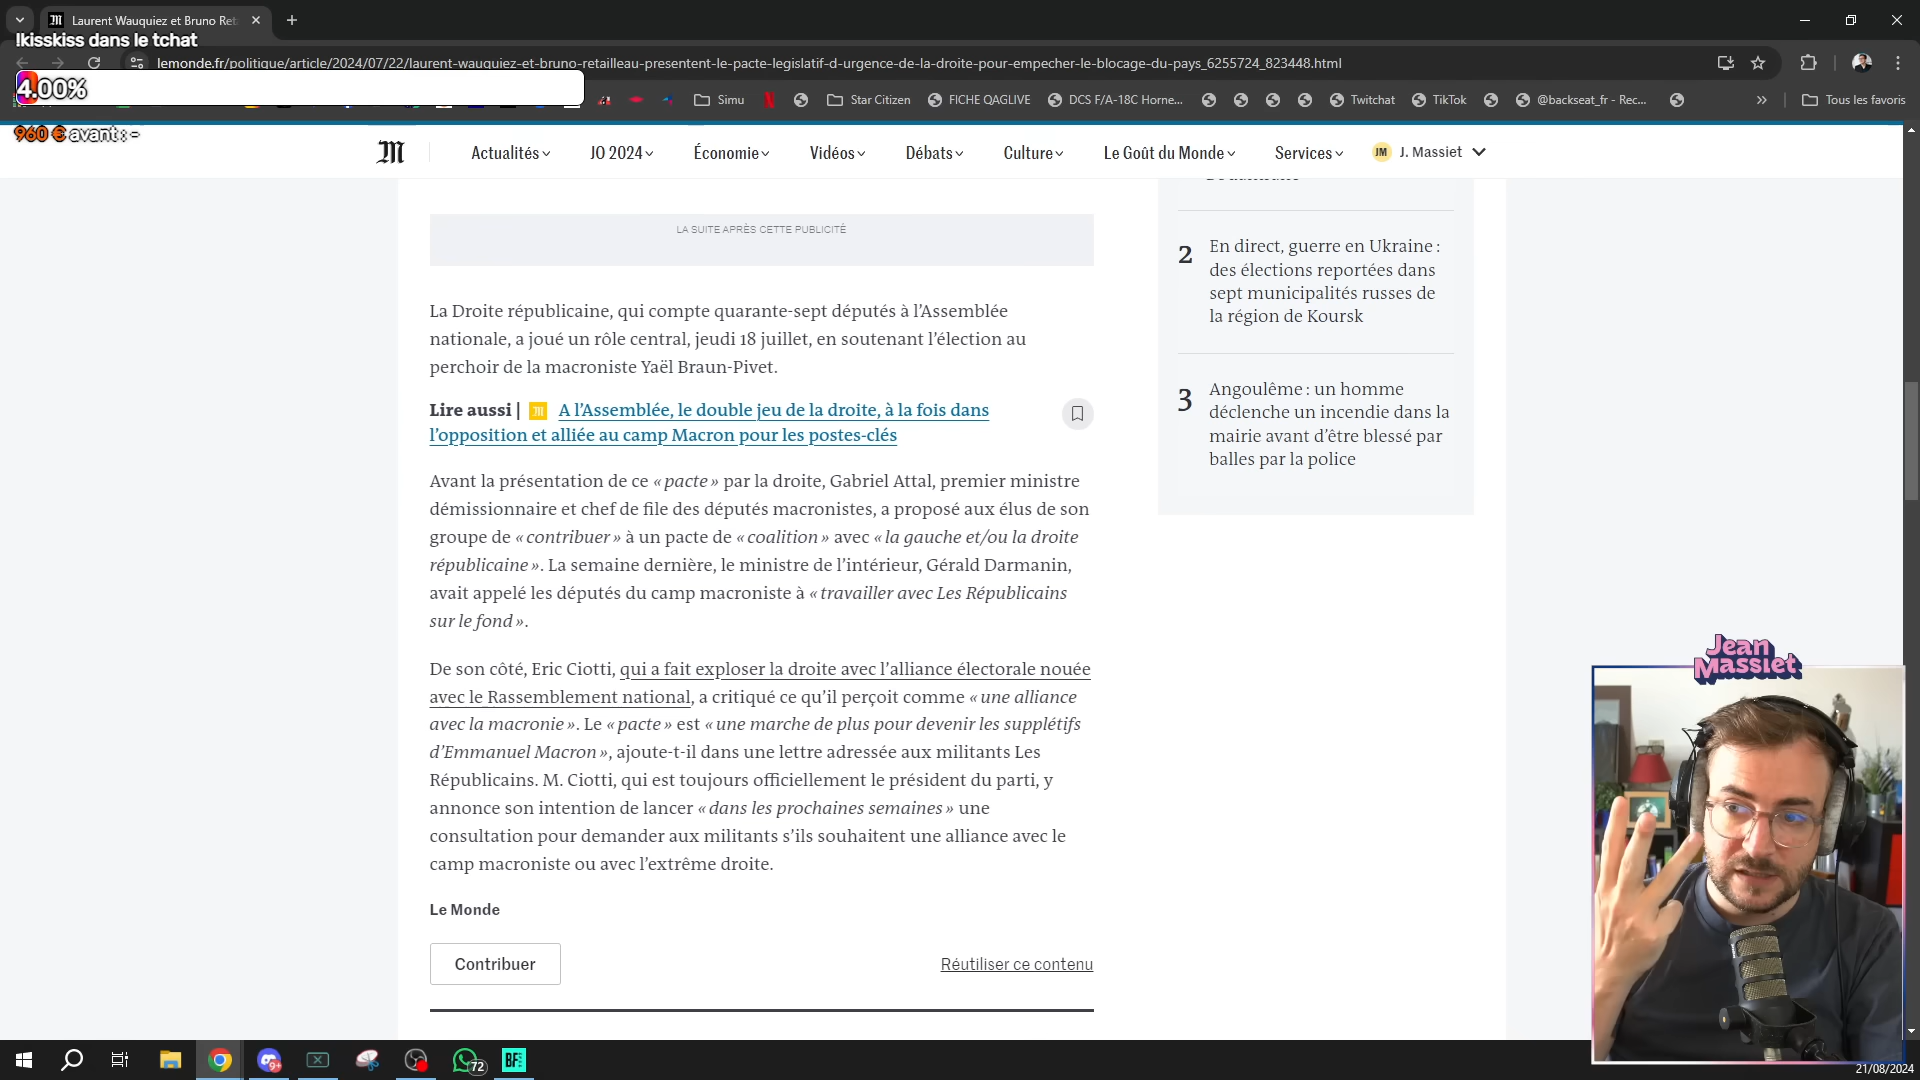 Laurent Wauquiez et Bruno Ret
!kisskiss dans le tchat
lemonde.fr/politique/article/2024/07/22/laurent-wauquiez-et-bruno-retailleau-presentent-le-pacte-legislatif-d-urgence-de-la-droite-pour-empecher-le-blocage-du-pays_6255724_823448.html
4.00%
Simu
Star Citizen
FICHE QAGLIVE
DCS F/A-18C Horne...
Twitchat
TikTok
@backseat_fr - Rec...
Tous les favoris
960 € avant : -
M
Actualités
JO 2024
Économie
Vidéos
Débats
Culture
Le Goût du Monde
Services
JM
J. Massiet
LA SUITE APRÈS CETTE PUBLICITÉ
La Droite républicaine, qui compte quarante-sept députés à l’Assemblée
nationale, a joué un rôle central, jeudi 18 juillet, en soutenant l’élection au
perchoir de la macroniste Yaël Braun-Pivet.
Lire aussi | M A l’Assemblée, le double jeu de la droite, à la fois dans
l’opposition et alliée au camp Macron pour les postes-clés
Avant la présentation de ce « pacte » par la droite, Gabriel Attal, premier ministre
démissionnaire et chef de file des députés macronistes, a proposé aux élus de son
groupe de « contribuer » à un pacte de « coalition » avec « la gauche et/ou la droite
républicaine ». La semaine dernière, le ministre de l’intérieur, Gérald Darmanin,
avait appelé les députés du camp macroniste à « travailler avec Les Républicains
sur le fond ».
De son côté, Eric Ciotti, qui a fait exploser la droite avec l’alliance électorale nouée
avec le Rassemblement national, a critiqué ce qu’il perçoit comme « une alliance
avec la macronie ». Le « pacte » est « une marche de plus pour devenir les supplétifs
d’Emmanuel Macron », ajoute-t-il dans une lettre adressée aux militants Les
Républicains. M. Ciotti, qui est toujours officiellement le président du parti, y
annonce son intention de lancer « dans les prochaines semaines » une
consultation pour demander aux militants s’ils souhaitent une alliance avec le
camp macroniste ou avec l’extrême droite.
Le Monde
Contribuer
Réutiliser ce contenu
2
En direct, guerre en Ukraine :
des élections reportées dans
sept municipalités russes de
la région de Koursk
3
Angoulême : un homme
déclenche un incendie dans la
mairie avant d’être blessé par
balles par la police
Jean
Massiet
9+
72
BF
21/08/2024